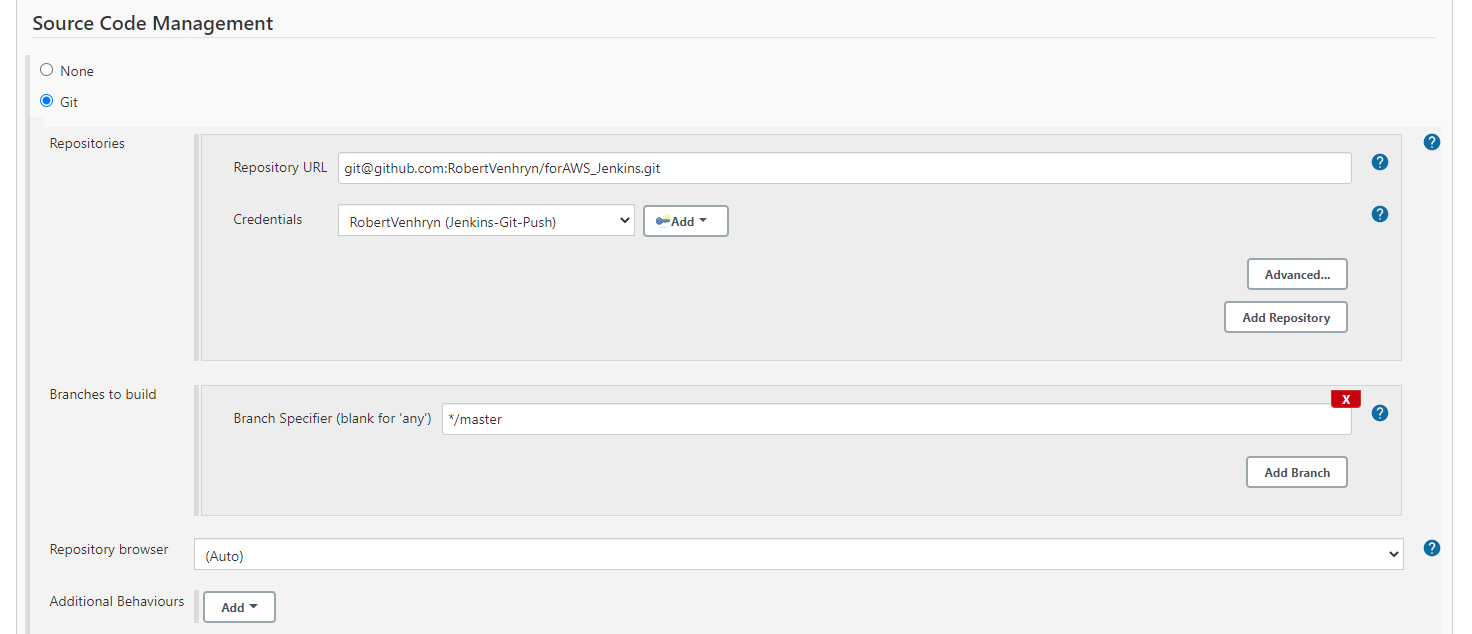 Source Code Management
None
Git
Repositories
?
Repository URL git@github.com:RobertVenhryn/forAWS_Jenkins.git ?
Credentials RobertVenhryn (Jenkins-Git-Push) Add ?
Advanced...
Add Repository
Branches to build
X
Branch Specifier (blank for 'any') */master ?
Add Branch
Repository browser (Auto) ?
Additional Behaviours Add